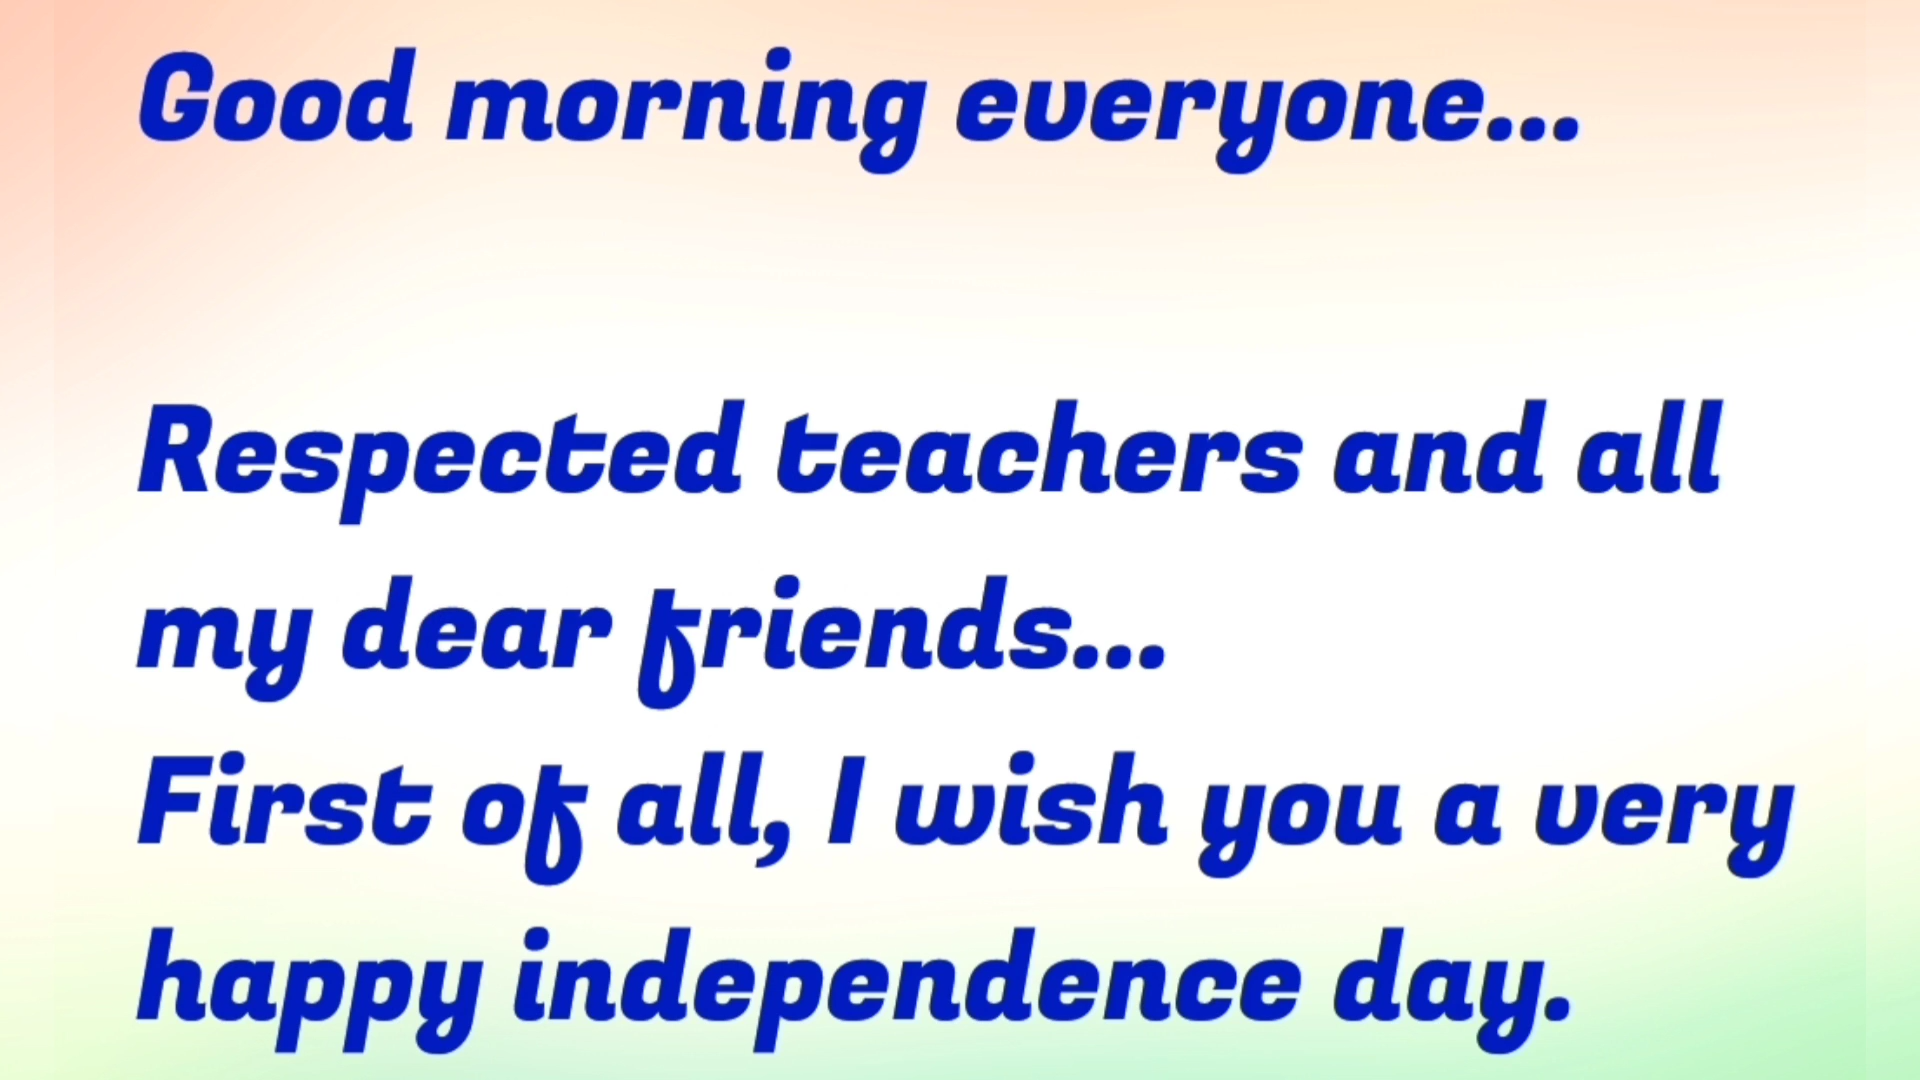 Good morning everyone...
Respected teachers and all
my dear friends...
First of all, I wish you a very
happy independence day.